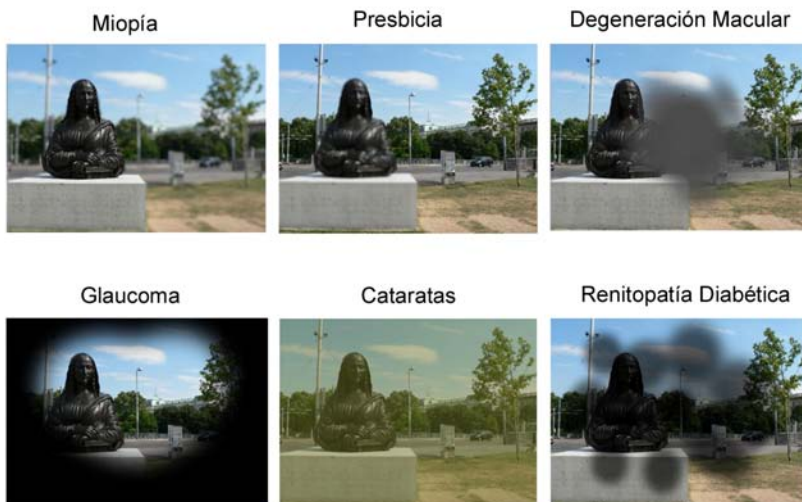 Miopía
Presbicia
Degeneración Macular
Glaucoma
Cataratas
Renitopatía Diabética